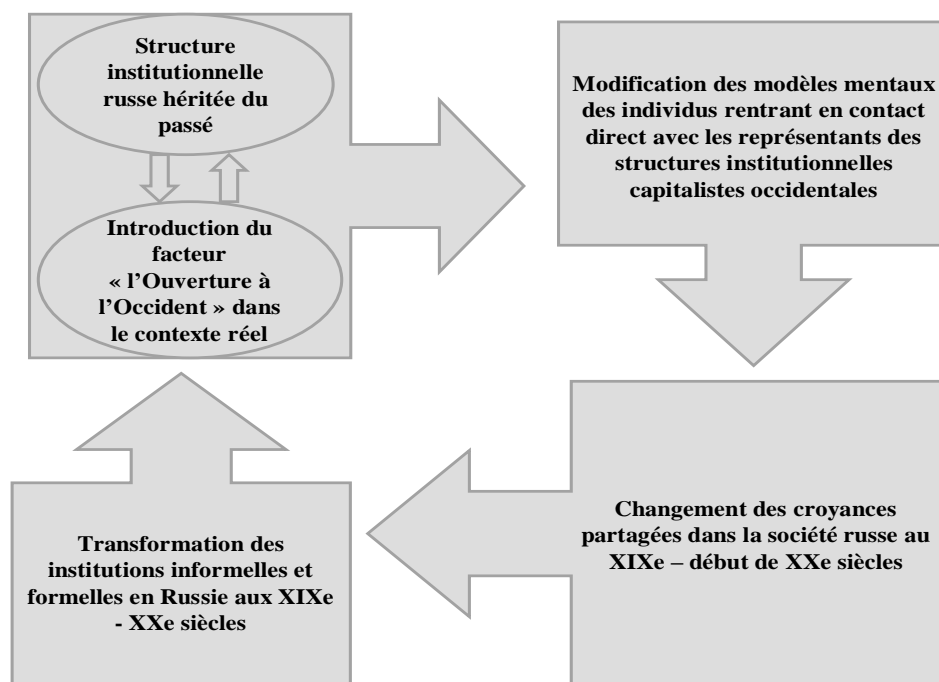 Structure
institutionnelle
russe héritée du
passé
Introduction du
facteur
« l’Ouverture à
l’Occident » dans
le contexte réel
Modification des modèles mentaux
des individus rentrant en contact
direct avec les représentants des
structures institutionnelles
capitalistes occidentales
Changement des croyances
partagées dans la société russe au
XIXe – début de XXe siècles
Transformation des
institutions informelles et
formelles en Russie aux XIXe
- XXe siècles